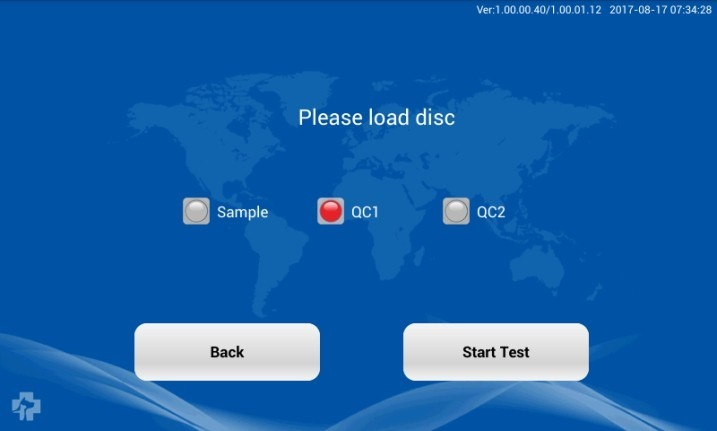 Ver:1.00.00.40/1.00.01.12 2017-08-17 07:34:28
Please load disc
Sample QC1 QC2
Back Start Test